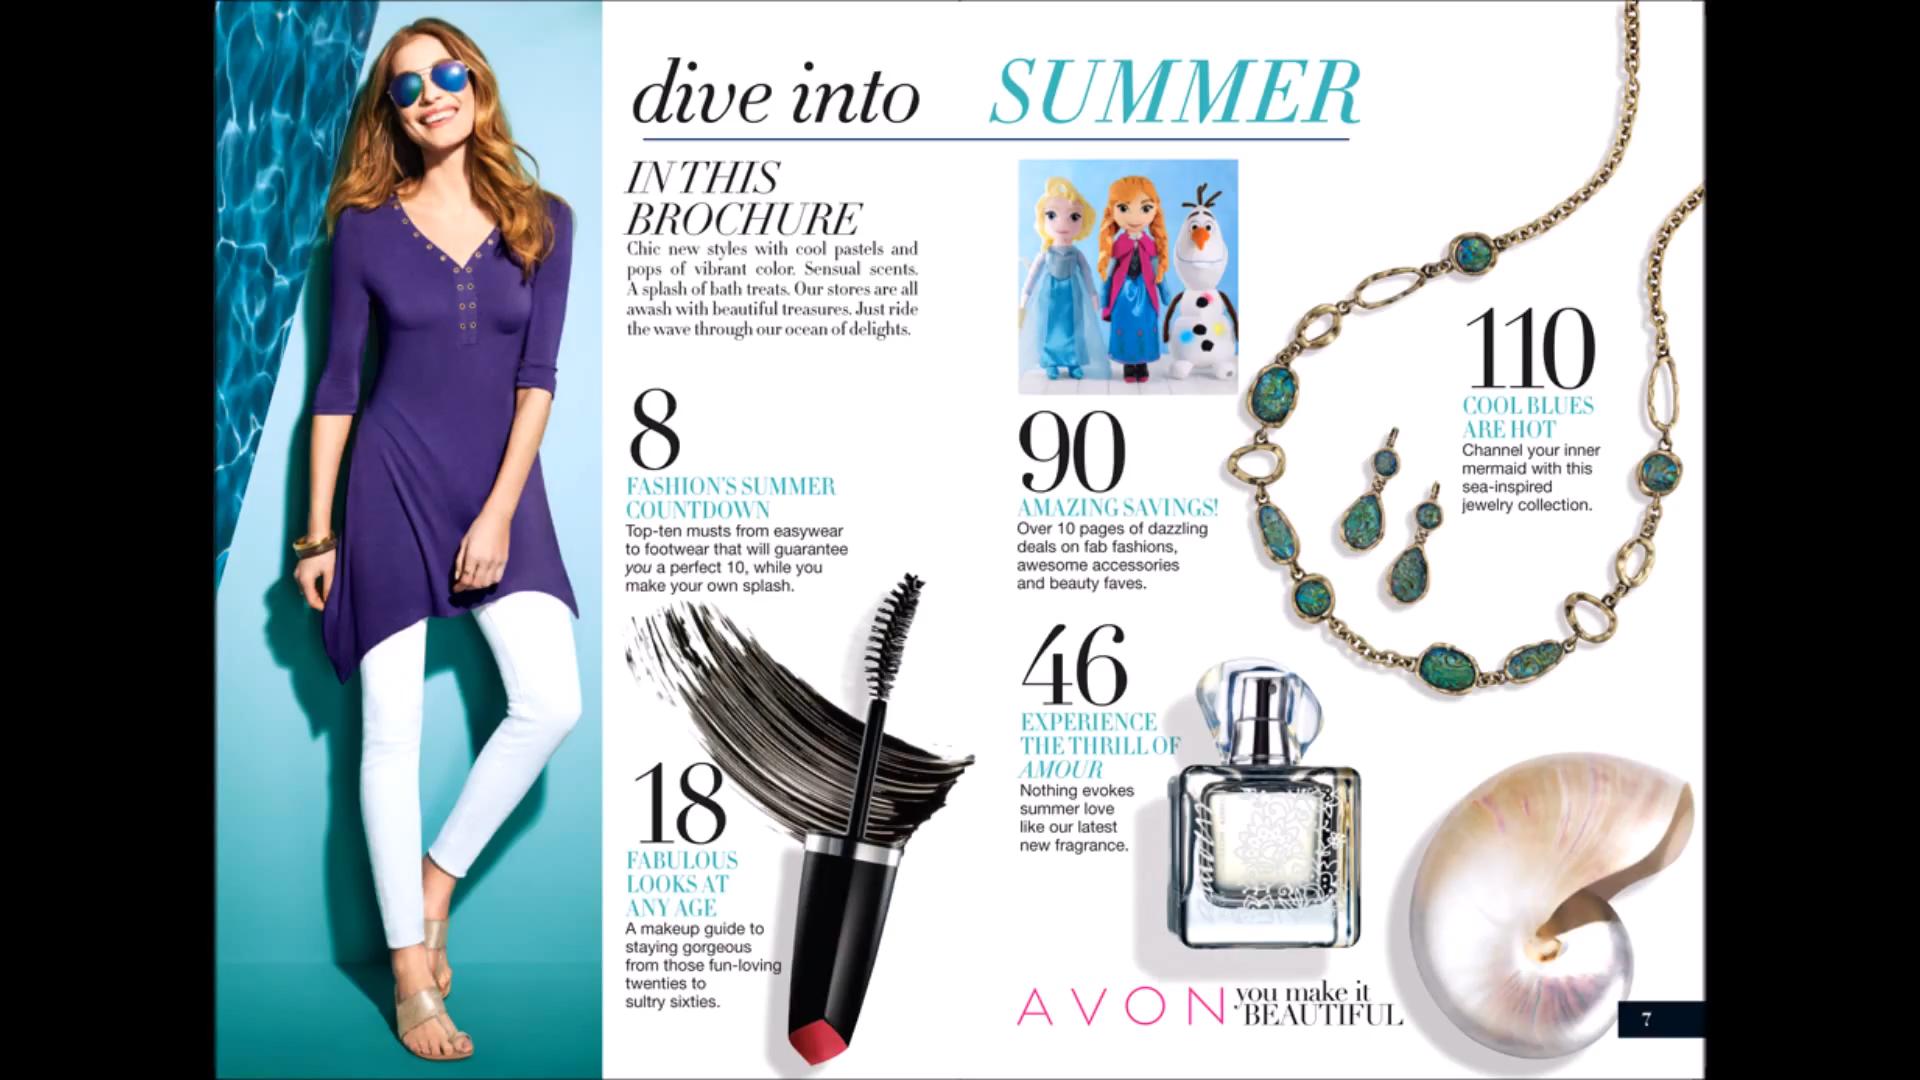 dive into SUMMER
IN THIS
BROCHURE
Chic new styles with cool pastels and
pops of vibrant color. Sensual scents.
A splash of bath treats. Our stores are all
awash with beautiful treasures. Just ride
the wave through our ocean of delights.
8
FASHION'S SUMMER
COUNTDOWN
Top-ten musts from easywear
to footwear that will guarantee
you a perfect 10, while you
make your own splash.
18
FABULOUS
LOOKS AT
ANY AGE
A makeup guide to
staying gorgeous
from those fun-loving
twenties to
sultry sixties.
90
AMAZING SAVINGS!
Over 10 pages of dazzling
deals on fab fashions,
awesome accessories
and beauty faves.
46
EXPERIENCE
THE THRILL OF
AMOUR
Nothing evokes
summer love
like our latest
new fragrance.
110
COOL BLUES
ARE HOT
Channel your inner
mermaid with this
sea-inspired
jewelry collection.
AVON you make it
BEAUTIFUL
7